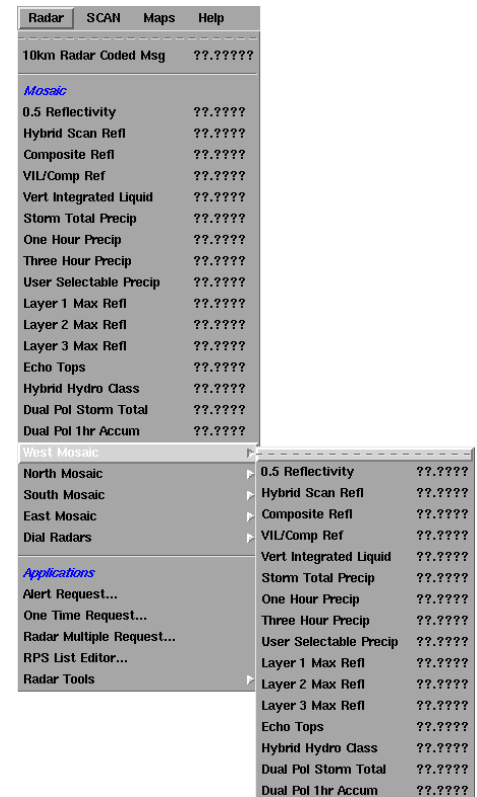 Radar SCAN Maps Help
10km Radar Coded Msg ??.?????
Mosaic
0.5 Reflectivity ??.????
Hybrid Scan Refl ??.????
Composite Refl ??.????
VIL/Comp Ref ??.????
Vert Integrated Liquid ??.????
Storm Total Precip ??.????
One Hour Precip ??.????
Three Hour Precip ??.????
User Selectable Precip ??.????
Layer 1 Max Refl ??.????
Layer 2 Max Refl ??.????
Layer 3 Max Refl ??.????
Echo Tops ??.????
Hybrid Hydro Class ??.????
Dual Pol Storm Total ??.????
Dual Pol 1hr Accum ??.????
West Mosaic
North Mosaic
South Mosaic
East Mosaic
Dial Radars
Applications
Alert Request...
One Time Request...
Radar Multiple Request...
RPS List Editor...
Radar Tools
0.5 Reflectivity ??.????
Hybrid Scan Refl ??.????
Composite Refl ??.????
VIL/Comp Ref ??.????
Vert Integrated Liquid ??.????
Storm Total Precip ??.????
One Hour Precip ??.????
Three Hour Precip ??.????
User Selectable Precip ??.????
Layer 1 Max Refl ??.????
Layer 2 Max Refl ??.????
Layer 3 Max Refl ??.????
Echo Tops ??.????
Hybrid Hydro Class ??.????
Dual Pol Storm Total ??.????
Dual Pol 1hr Accum ??.????